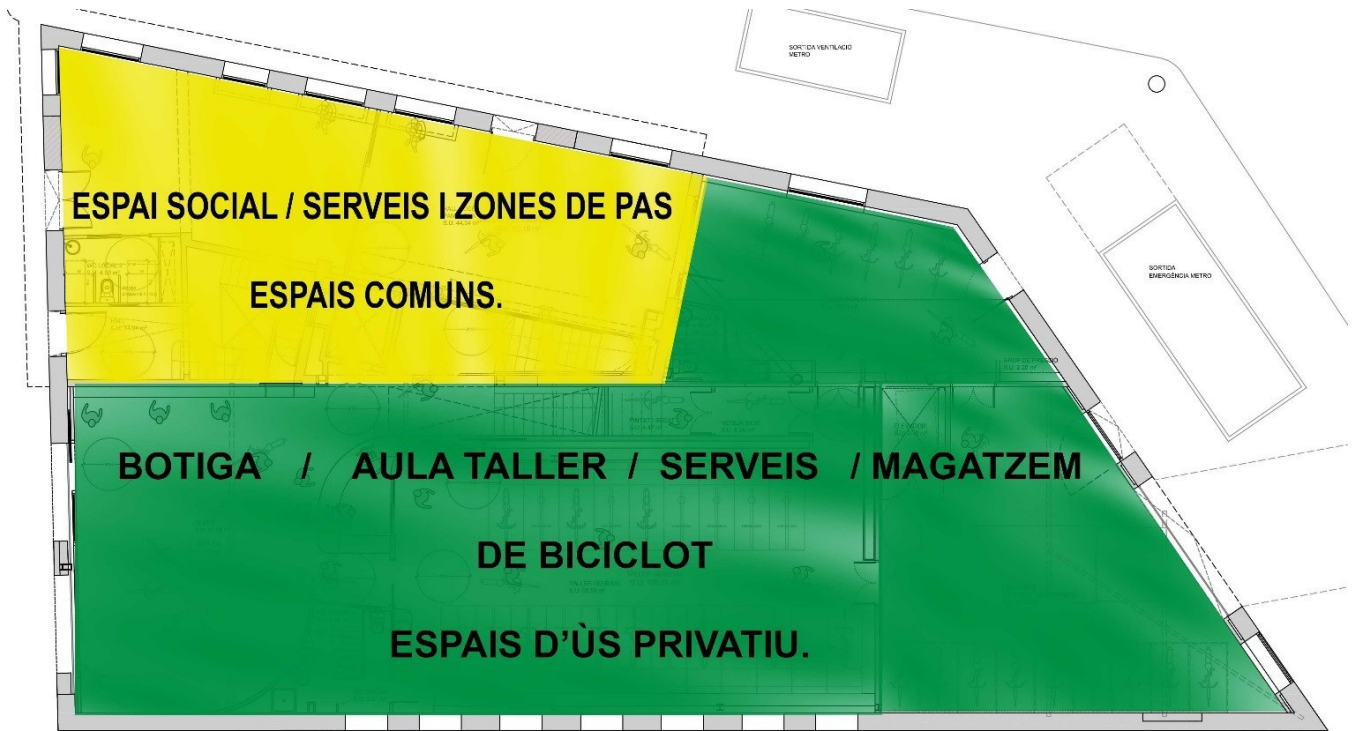 SORTIDA VENTILACIÓ
METRO
ESPAI SOCIAL / SERVEIS I ZONES DE PAS
ESPAIS COMUNS.
SORTIDA
EMERGÈNCIA METRO
BOTIGA / AULA TALLER / SERVEIS / MAGATZEM
DE BICICLOT
ESPAIS D'ÙS PRIVATIU.